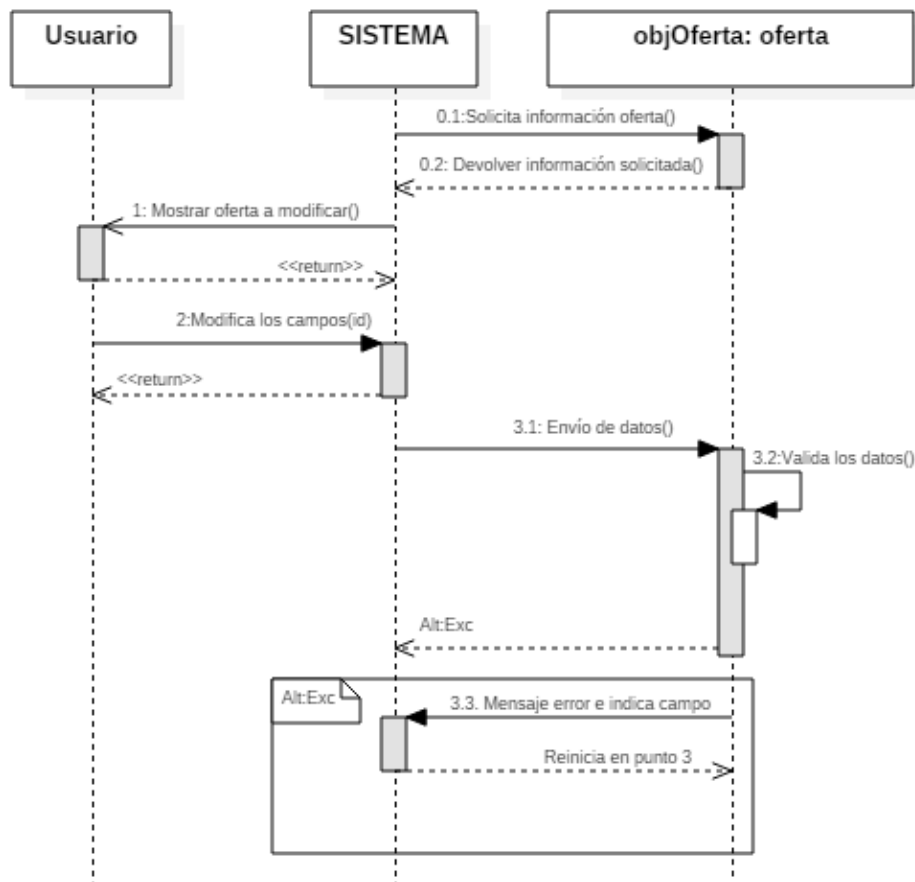 Usuario
SISTEMA
objOferta: oferta
0.1:Solicita información oferta()
0.2: Devolver información solicitada()
1: Mostrar oferta a modificar()
<<return>>
2:Modifica los campos(id)
<<return>>
3.1: Envío de datos()
3.2:Valida los datos()
Alt:Exc
Alt:Exc
3.3. Mensaje error e indica campo
Reinicia en punto 3